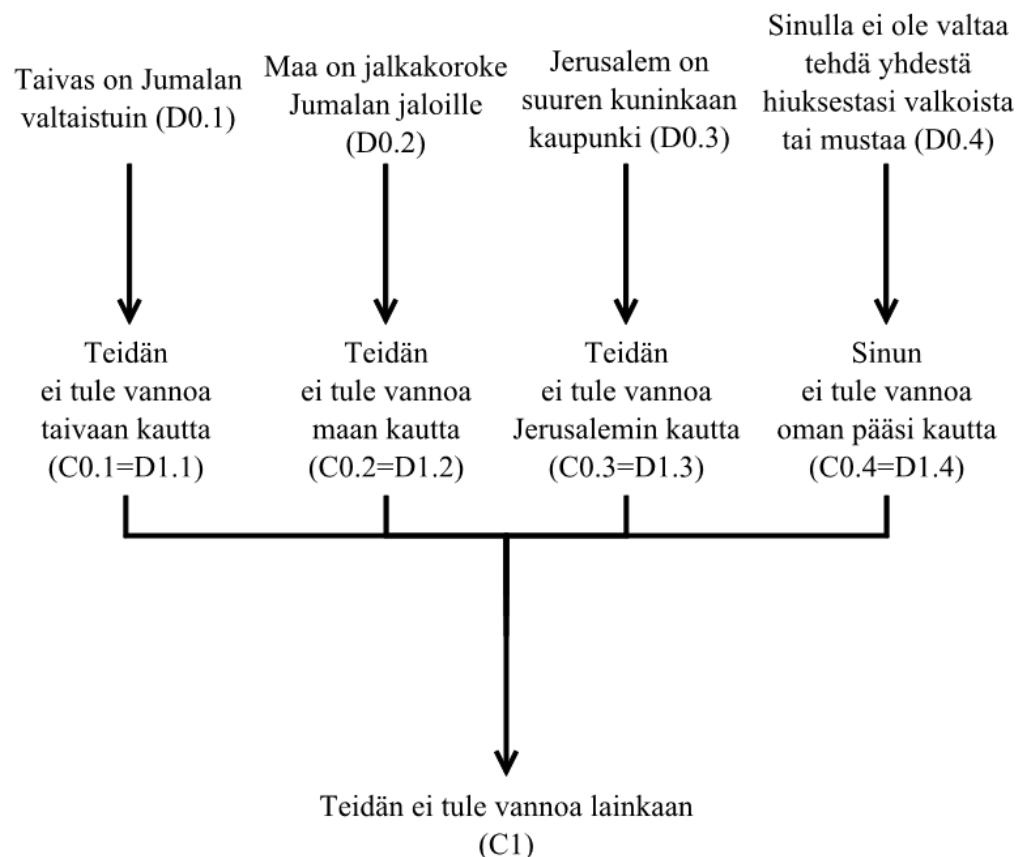 Taivas on Jumalan
valtaistuin (D0.1)
Maa on jalkakoroke
Jumalan jaloille
(D0.2)
Jerusalem on
suuren kuninkaan
kaupunki (D0.3)
Sinulla ei ole valtaa
tehdä yhdestä
hiuksestasi valkoista
tai mustaa (D0.4)
Teidän
ei tule vannoa
taivaan kautta
(C0.1=D1.1)
Teidän
ei tule vannoa
maan kautta
(C0.2=D1.2)
Teidän
ei tule vannoa
Jerusalemin kautta
(C0.3=D1.3)
Sinun
ei tule vannoa
oman pääsi kautta
(C0.4=D1.4)
Teidän ei tule vannoa lainkaan
(C1)